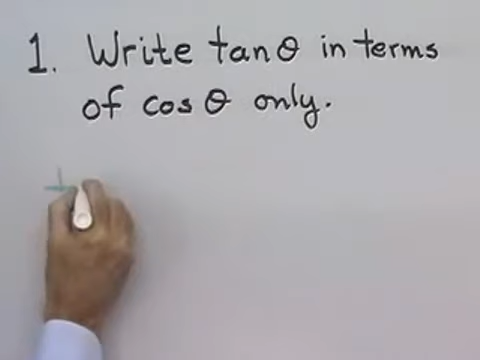 1. Write tan θ in terms
of cos θ only.